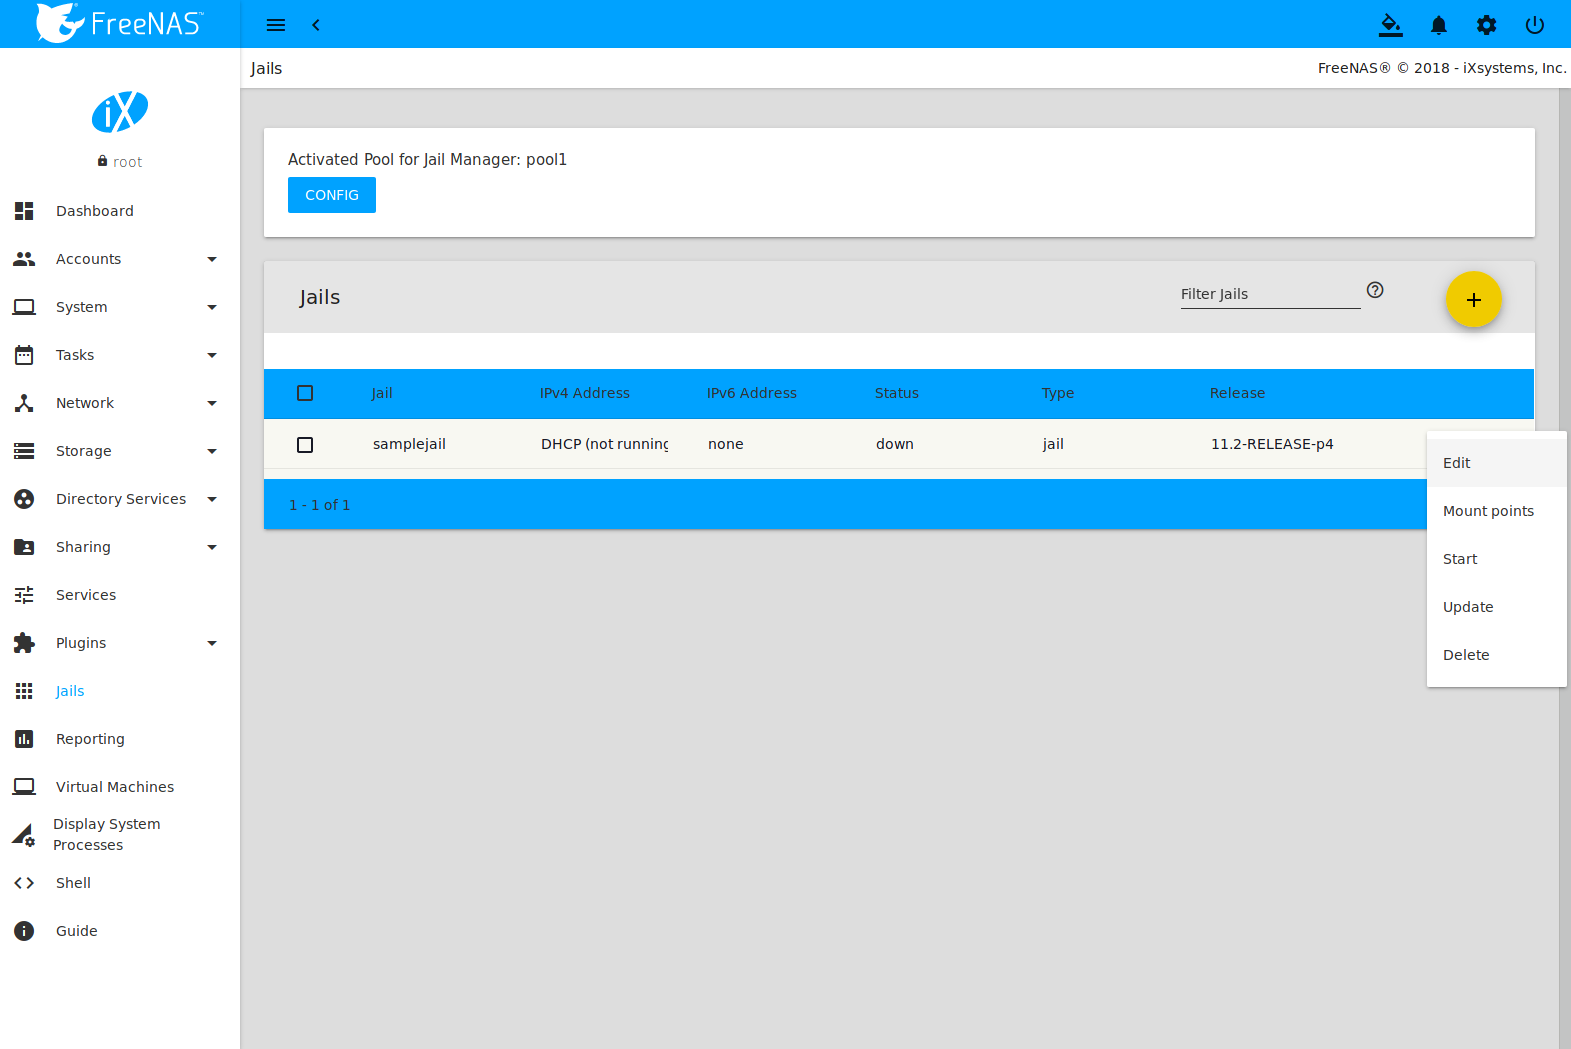 FreeNAS™
Jails
FreeNAS® © 2018 - iXsystems, Inc.
iX
root
Dashboard
Accounts
System
Tasks
Network
Storage
Directory Services
Sharing
Services
Plugins
Jails
Reporting
Virtual Machines
Display System
Processes
Shell
Guide
Activated Pool for Jail Manager: pool1
CONFIG
Jails
Filter Jails
Jail IPv4 Address IPv6 Address Status Type Release
samplejail DHCP (not running none down jail 11.2-RELEASE-p4
1 - 1 of 1
Edit
Mount points
Start
Update
Delete